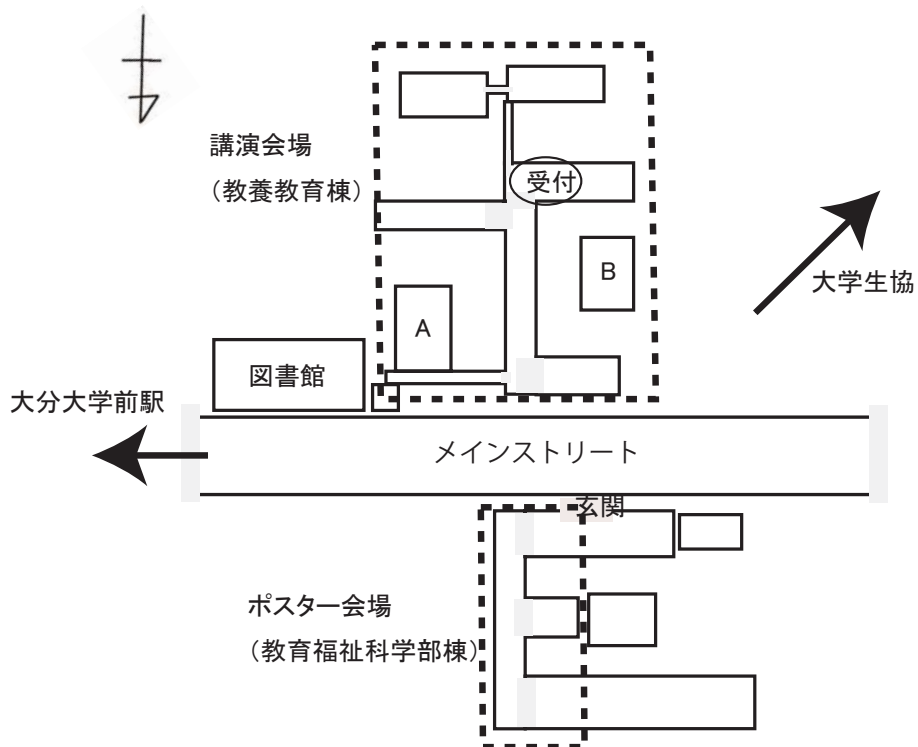 講演会場
（教養教育棟）
受付
B
大学生協
A
図書館
大分大学前駅
メインストリート
玄関
ポスター会場
（教育福祉科学部棟）